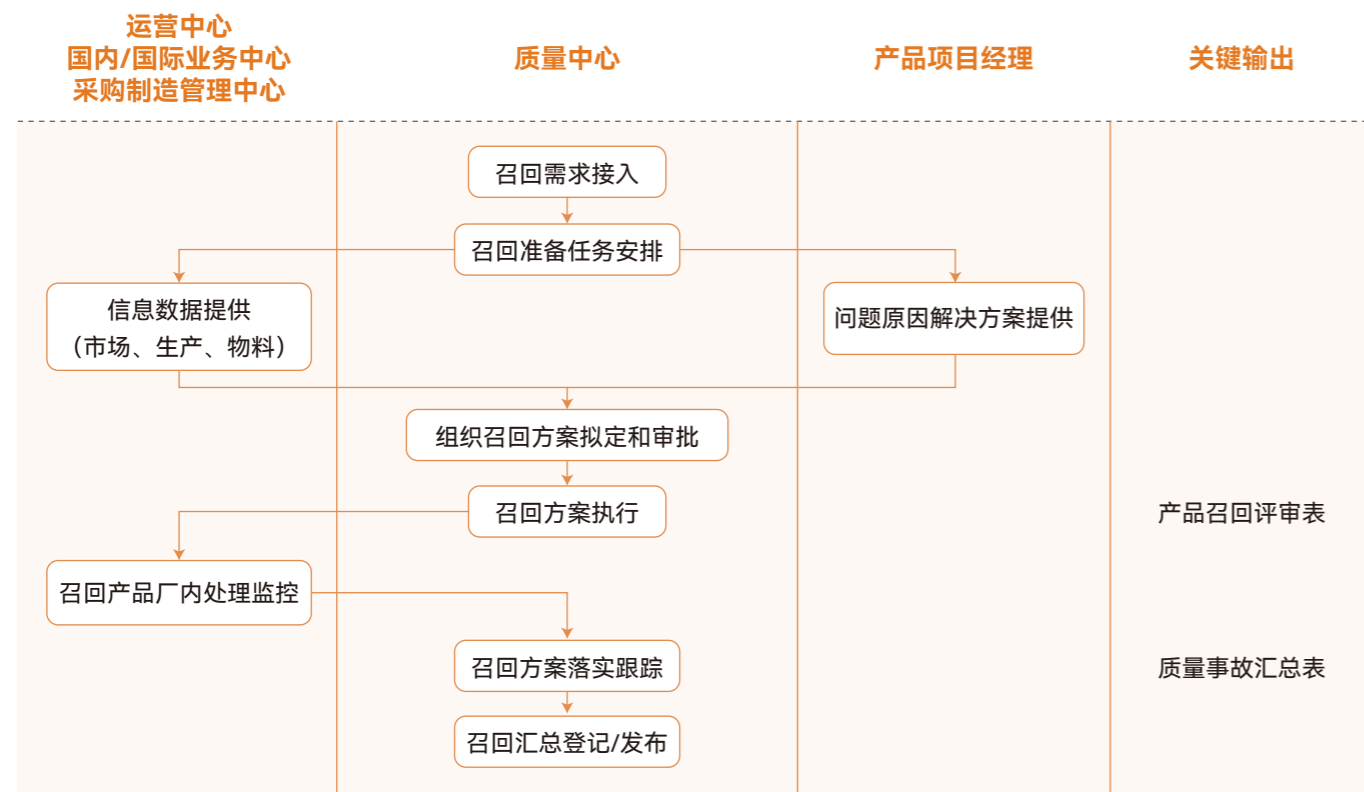 运营中心
国内/国际业务中心
采购制造管理中心
质量中心
产品项目经理
关键输出
召回需求接入
召回准备任务安排
信息数据提供
（市场、生产、物料）
问题原因解决方案提供
组织召回方案拟定和审批
召回方案执行
产品召回评审表
召回产品厂内处理监控
召回方案落实跟踪
质量事故汇总表
召回汇总登记/发布